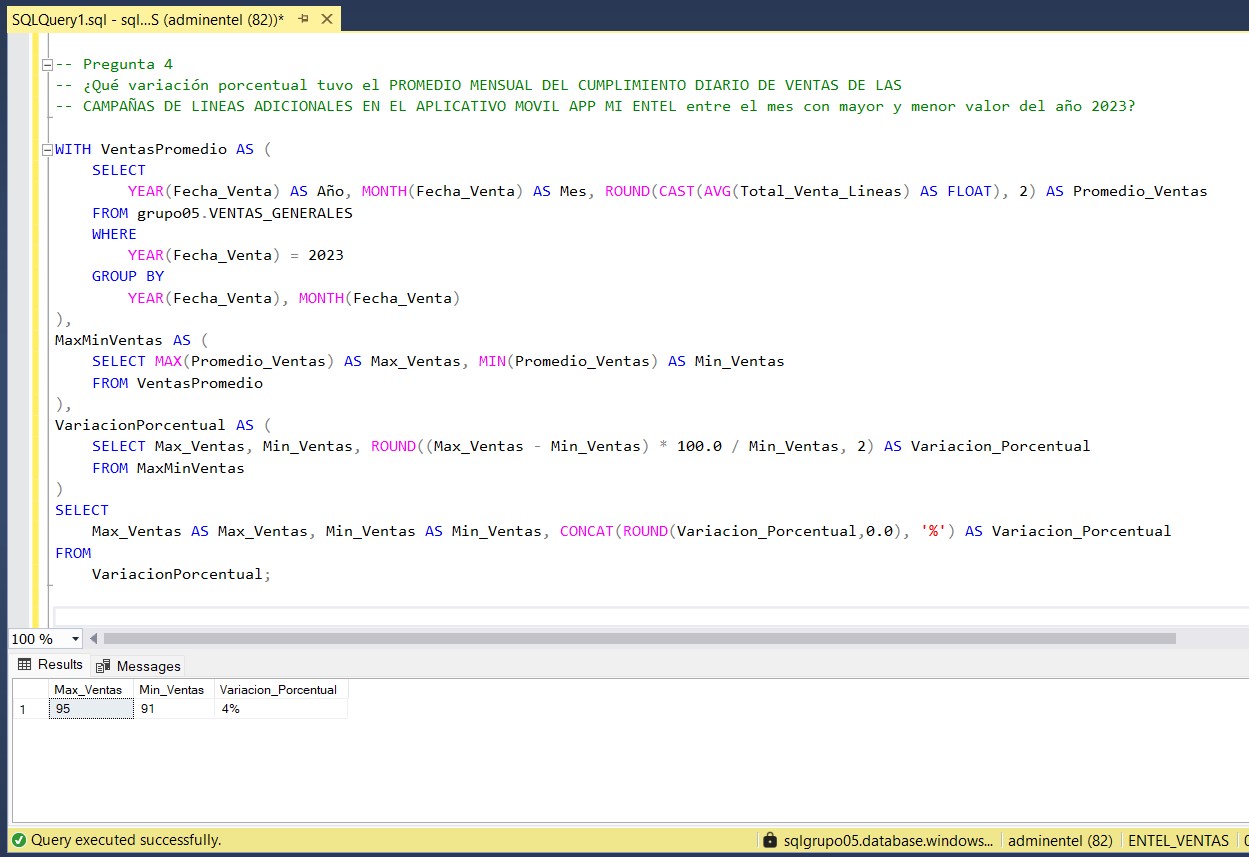 SQLQuery1.sql - sql...S (adminentel (82))*
-- Pregunta 4
-- ¿Qué variación porcentual tuvo el PROMEDIO MENSUAL DEL CUMPLIMIENTO DIARIO DE VENTAS DE LAS
-- CAMPAÑAS DE LINEAS ADICIONALES EN EL APLICATIVO MOVIL APP MI ENTEL entre el mes con mayor y menor valor del año 2023?
WITH VentasPromedio AS (
SELECT
YEAR(Fecha_Venta) AS Año, MONTH(Fecha_Venta) AS Mes, ROUND(CAST(AVG(Total_Venta_Lineas) AS FLOAT), 2) AS Promedio_Ventas
FROM grupo05.VENTAS_GENERALES
WHERE
YEAR(Fecha_Venta) = 2023
GROUP BY
YEAR(Fecha_Venta), MONTH(Fecha_Venta)
),
MaxMinVentas AS (
SELECT MAX(Promedio_Ventas) AS Max_Ventas, MIN(Promedio_Ventas) AS Min_Ventas
FROM VentasPromedio
),
VariacionPorcentual AS (
SELECT Max_Ventas, Min_Ventas, ROUND((Max_Ventas - Min_Ventas) * 100.0 / Min_Ventas, 2) AS Variacion_Porcentual
FROM MaxMinVentas
)
SELECT
Max_Ventas AS Max_Ventas, Min_Ventas AS Min_Ventas, CONCAT(ROUND(Variacion_Porcentual,0.0), '%') AS Variacion_Porcentual
FROM
VariacionPorcentual;
100 %
Results Messages
Max_Ventas Min_Ventas Variacion_Porcentual
1 95 91 4%
Query executed successfully. sqlgrupo05.database.windows... adminentel (82) ENTEL_VENTAS